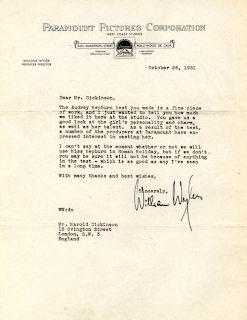 PARAMOUNT PICTURES CORPORATION
WEST COAST STUDIOS
5451 MARATHON STREET
HOLLYWOOD 38, CALIF.
WILLIAM WYLER
PRODUCER-DIRECTOR
October 26, 1951
Dear Mr. Dickinson,
The Audrey Hepburn test you made is a fine piece
of work, and I just wanted to tell you how much
we liked it here at the studio. You gave us a
good look at the girl's personality and charm,
as well as her talent. As a result of the test,
a number of the producers at Paramount have ex-
pressed interest in casting her.
I can't say at the moment whether or not we will
use Miss Hepburn in Roman Holiday, but if we don't,
you may be sure it will not be because of anything
in the test - which is as good as any I've seen
in a long time.
With many thanks and best wishes,
Sincerely,
William Wyler
WW:ds
Mr. Harold Dickinson
13 Ovington Street
London, S.W. 3
England